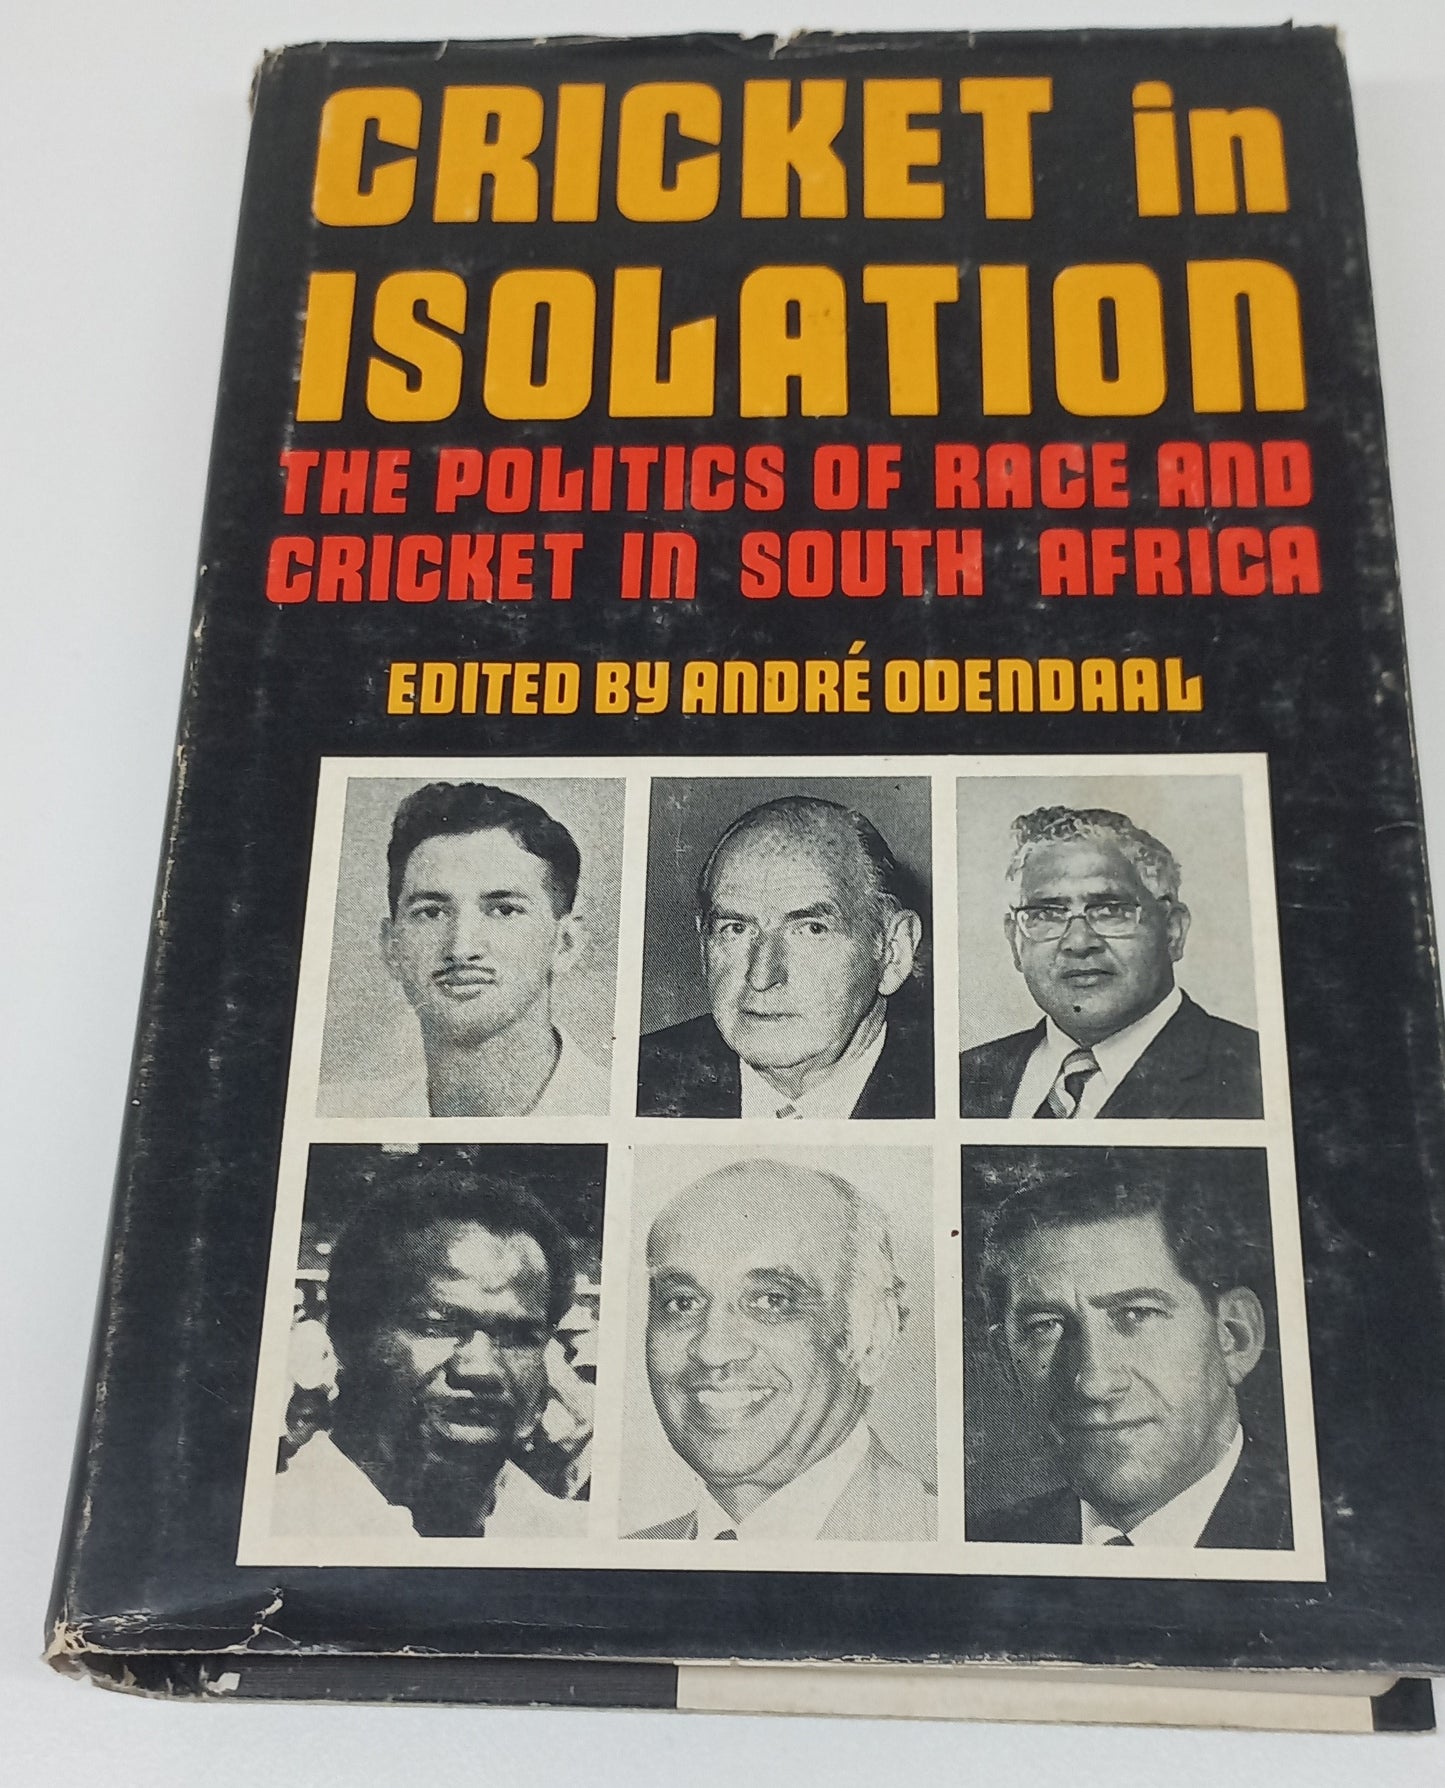 CRICKET in
ISOLATION
THE POLITICS OF RACE AND
CRICKET IN SOUTH AFRICA
EDITED BY ANDRÉ ODENDAAL